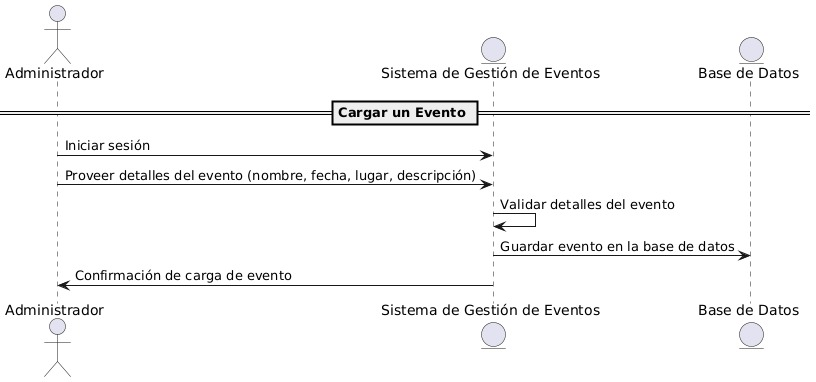 Administrador
Sistema de Gestión de Eventos
Base de Datos
Cargar un Evento
Iniciar sesión
Proveer detalles del evento (nombre, fecha, lugar, descripción)
Validar detalles del evento
Guardar evento en la base de datos
Confirmación de carga de evento
Administrador
Sistema de Gestión de Eventos
Base de Datos